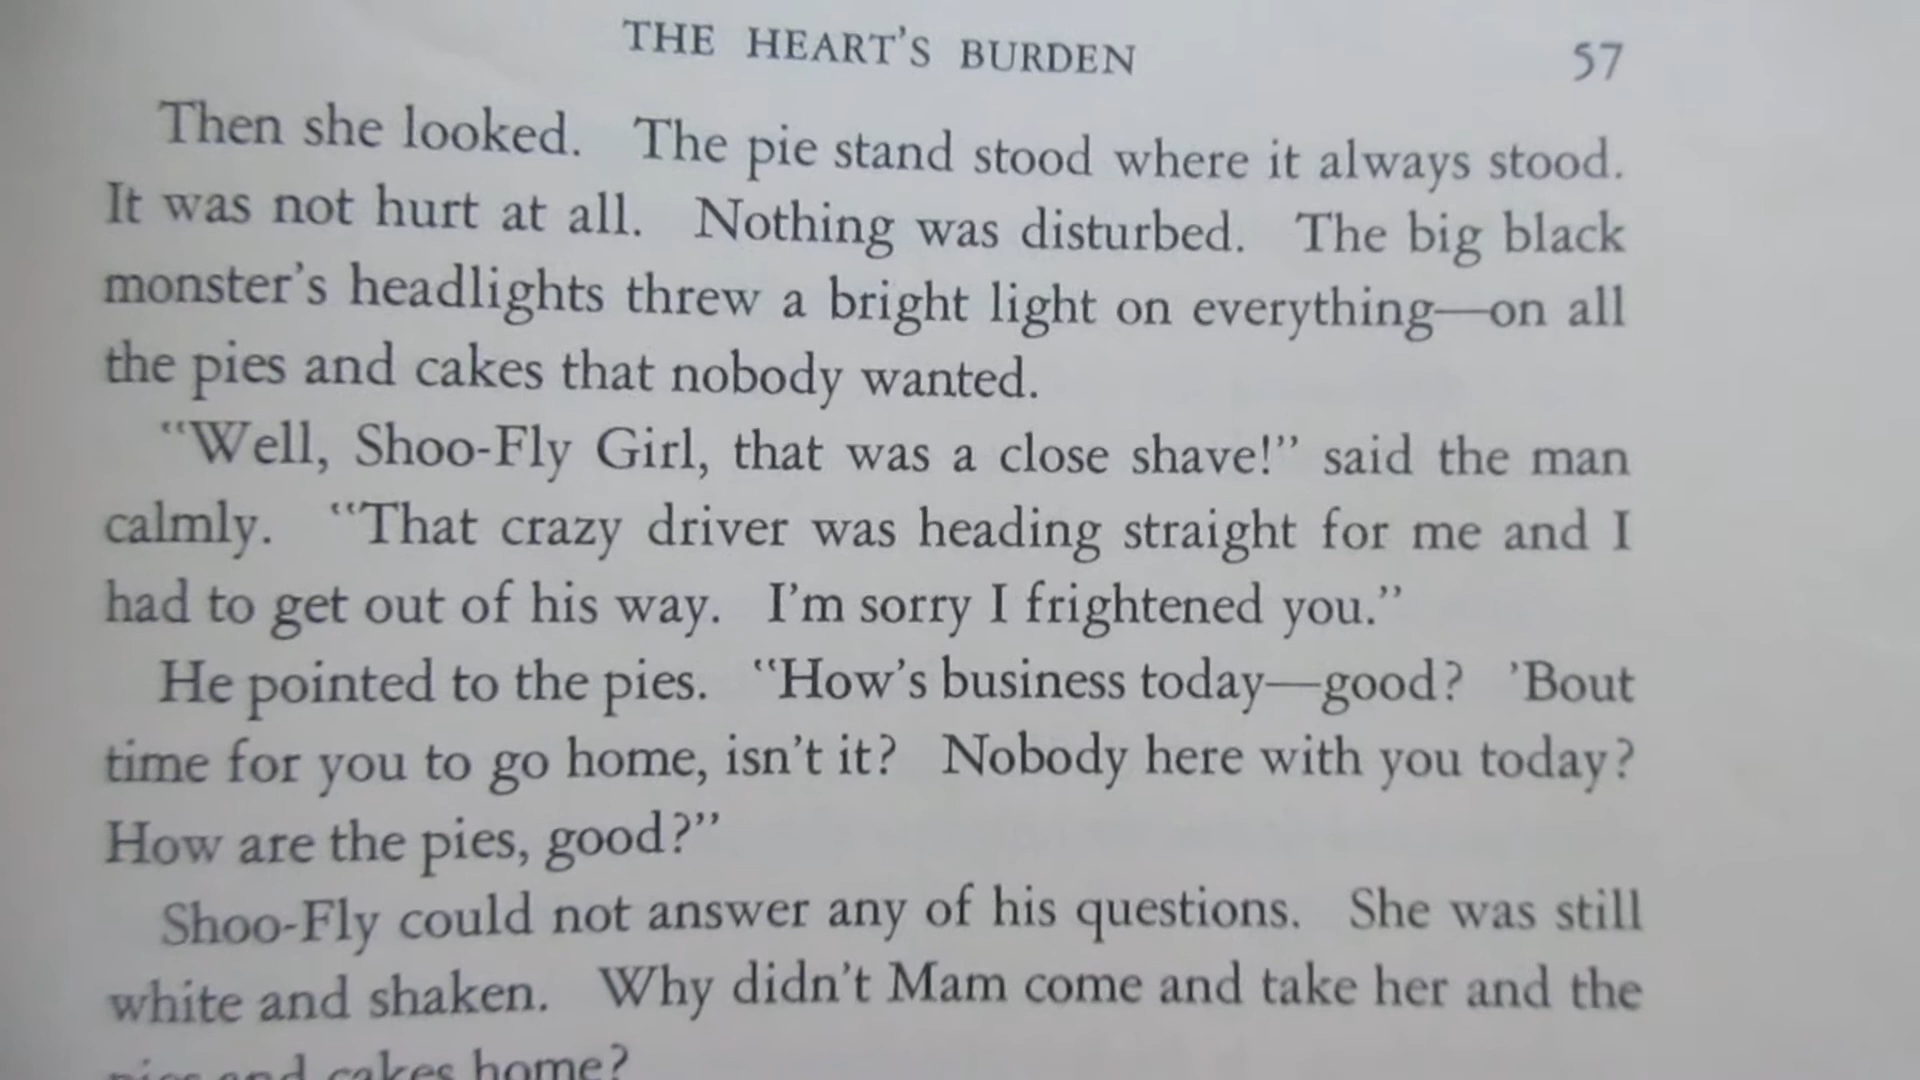 THE HEART'S BURDEN 57
Then she looked. The pie stand stood where it always stood.
It was not hurt at all. Nothing was disturbed. The big black
monster's headlights threw a bright light on everything—on all
the pies and cakes that nobody wanted.
"Well, Shoo-Fly Girl, that was a close shave!" said the man
calmly. "That crazy driver was heading straight for me and I
had to get out of his way. I'm sorry I frightened you."
He pointed to the pies. "How's business today—good? 'Bout
time for you to go home, isn't it? Nobody here with you today?
How are the pies, good?"
Shoo-Fly could not answer any of his questions. She was still
white and shaken. Why didn't Mam come and take her and the
pies and cakes home?